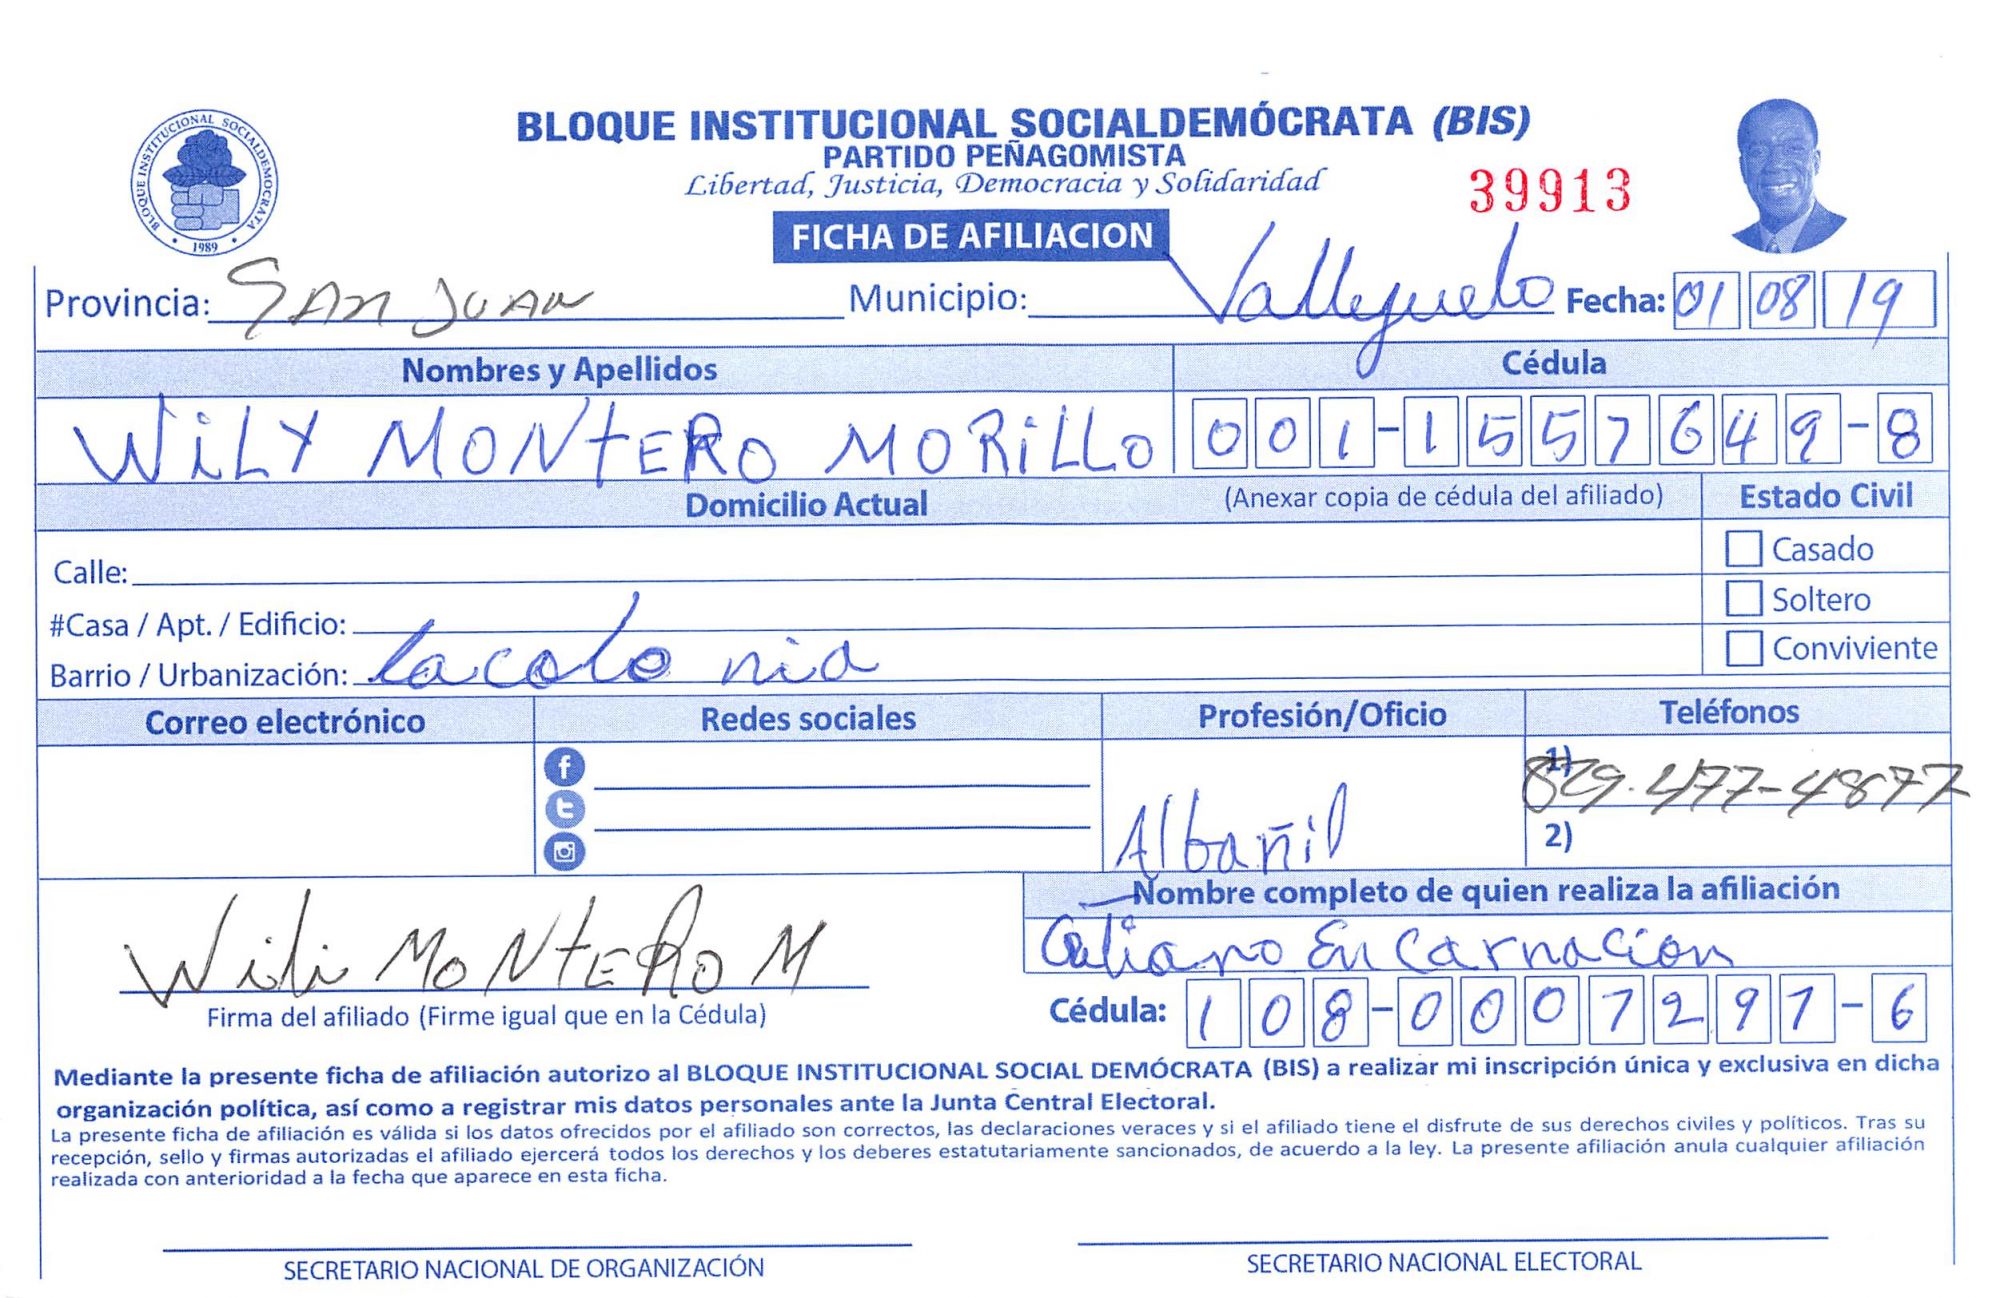 BLOQUE INSTITUCIONAL SOCIALDEMÓCRATA (BIS)
PARTIDO PEÑAGOMISTA
Libertad, Justicia, Democracia y Solidaridad
39913
BLOQUE INSTITUCIONAL SOCIALDEMOCRATA
1989
FICHA DE AFILIACION
Provincia: SAN JUAN Municipio: Vallejuelo Fecha: 01 08 19
Nombres y Apellidos Cédula
WiLY MONTERO MORiLLO 001-1557649-8
Domicilio Actual (Anexar copia de cédula del afiliado) Estado Civil
Calle: Casado
#Casa / Apt. / Edificio: Soltero
Barrio / Urbanización: la colonia Conviviente
Correo electrónico Redes sociales Profesión/Oficio Teléfonos
Albañil 1) 829-477-4877
2)
Nombre completo de quien realiza la afiliación
Wili MONTERO M Encarnacion
Firma del afiliado (Firme igual que en la Cédula) Cédula: 108-0007297-6
Mediante la presente ficha de afiliación autorizo al BLOQUE INSTITUCIONAL SOCIAL DEMÓCRATA (BIS) a realizar mi inscripción única y exclusiva en dicha
organización política, así como a registrar mis datos personales ante la Junta Central Electoral.
La presente ficha de afiliación es válida si los datos ofrecidos por el afiliado son correctos, las declaraciones veraces y si el afiliado tiene el disfrute de sus derechos civiles y políticos. Tras su
recepción, sello y firmas autorizadas el afiliado ejercerá todos los derechos y los deberes estatutariamente sancionados, de acuerdo a la ley. La presente afiliación anula cualquier afiliación
realizada con anterioridad a la fecha que aparece en esta ficha.
SECRETARIO NACIONAL DE ORGANIZACIÓN SECRETARIO NACIONAL ELECTORAL